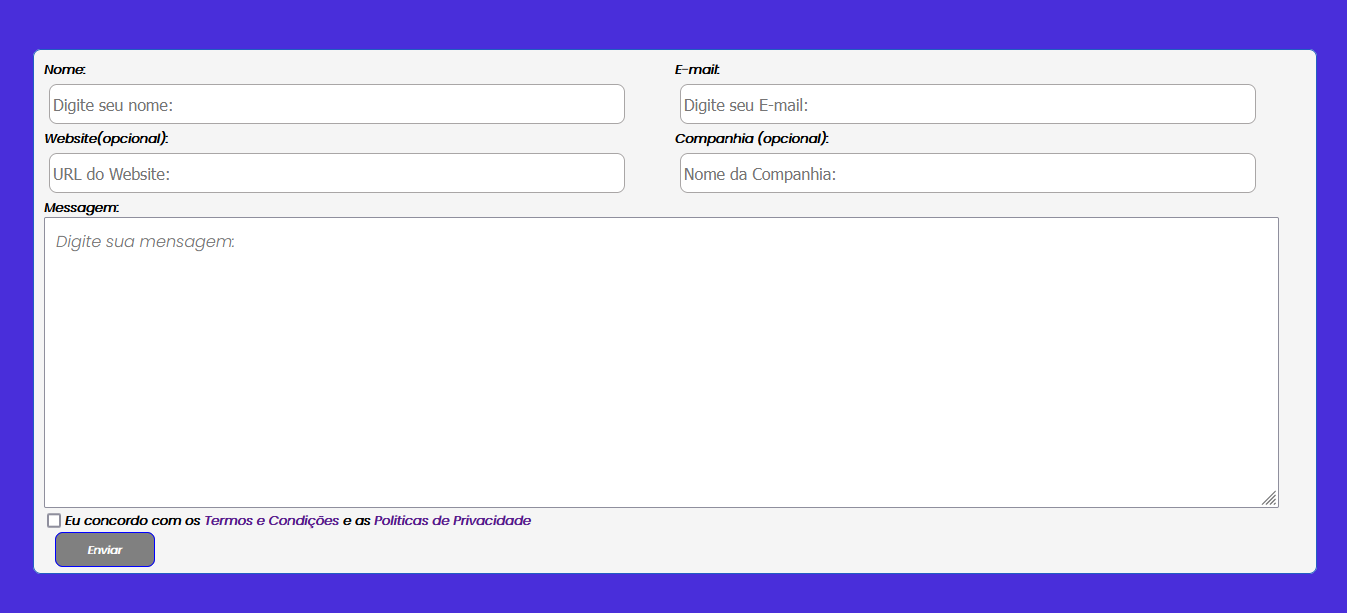 Nome:
E-mail:
Digite seu nome:
Digite seu E-mail:
Website(opcional):
Companhia (opcional):
URL do Website:
Nome da Companhia:
Messagem:
Digite sua mensagem:
Eu concordo com os Termos e Condições e as Politicas de Privacidade
Enviar